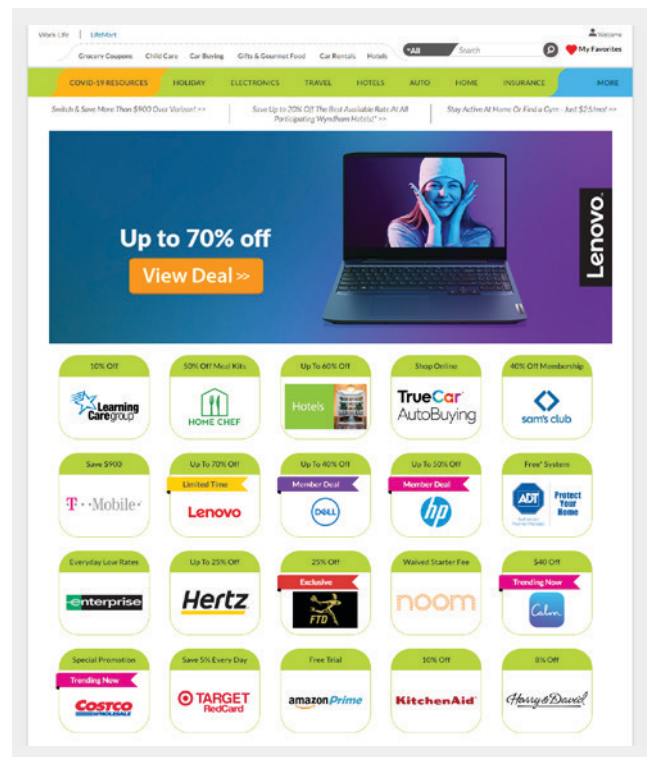 Work-Life LifeMart
Welcome
Grocery Coupons Child Care Car Buying Gifts & Gourmet Food Car Rentals Hotels
*All Search My Favorites
COVID-19 RESOURCES HOLIDAY ELECTRONICS TRAVEL HOTELS AUTO HOME INSURANCE MORE
Switch & Save More Than $900 Over Verizon! >>
Save Up to 20% Off The Best Available Rate At All
Participating Wyndham Hotels!* >>
Stay Active At Home Or Find a Gym - Just $25/mo! >>
Up to 70% off
View Deal >>
Lenovo.
10% Off 50% Off Meal Kits Up To 60% Off Shop Online 40% Off Membership
Learning
Care group
HOME CHEF
Hotels
TrueCar
AutoBuying
sam's club
Save $900 Up To 70% Off Up To 40% Off Up To 50% Off Free* System
Limited Time Member Deal Member Deal
T··Mobile·
Lenovo
DELL
hp
ADT
Protect
Your
Home
Everyday Low Rates Up To 25% Off 25% Off Waived Starter Fee $40 Off
Exclusive Trending Now
enterprise
Hertz
FTD
noom
Calm
Special Promotion Save 5% Every Day Free Trial 10% Off 8% Off
Trending Now
COSTCO
WHOLESALE
TARGET
RedCard
amazon Prime
KitchenAid
Harry & David